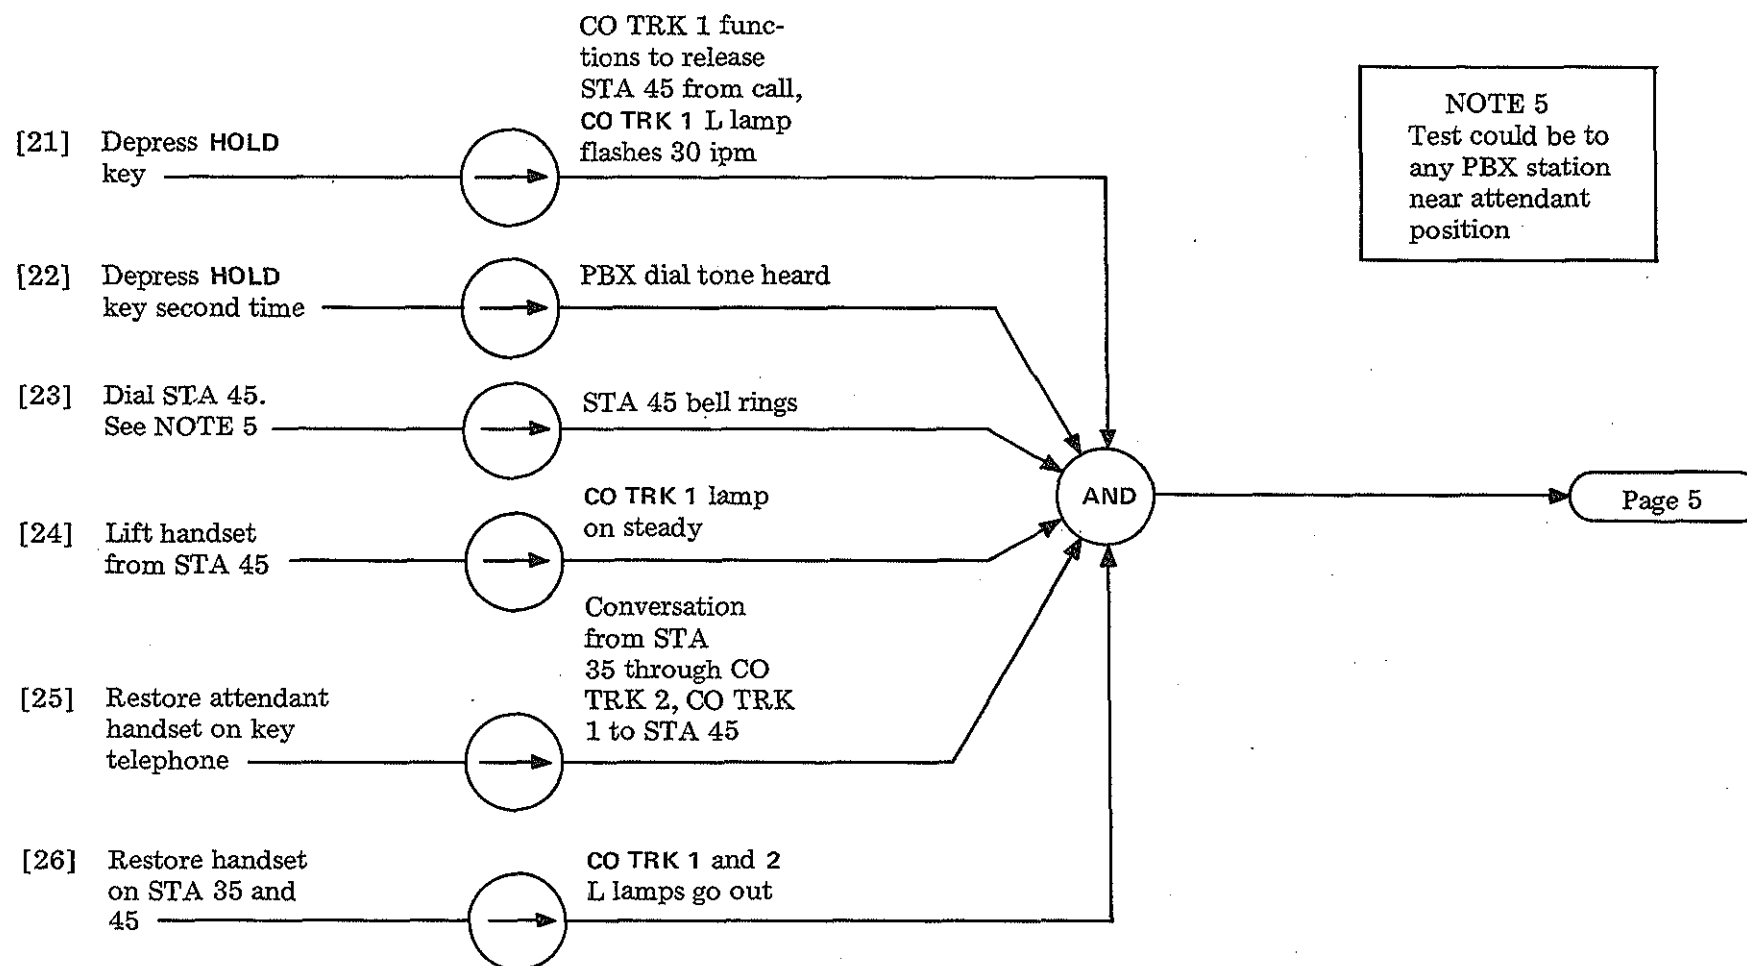 CO TRK 1 func-
tions to release
STA 45 from call,
CO TRK 1 L lamp
flashes 30 ipm
[21] Depress HOLD
key
NOTE 5
Test could be to
any PBX station
near attendant
position
[22] Depress HOLD
key second time
PBX dial tone heard
[23] Dial STA 45.
See NOTE 5
STA 45 bell rings
[24] Lift handset
from STA 45
CO TRK 1 lamp
on steady
AND
Page 5
[25] Restore attendant
handset on key
telephone
Conversation
from STA
35 through CO
TRK 2, CO TRK
1 to STA 45
[26] Restore handset
on STA 35 and
45
CO TRK 1 and 2
L lamps go out